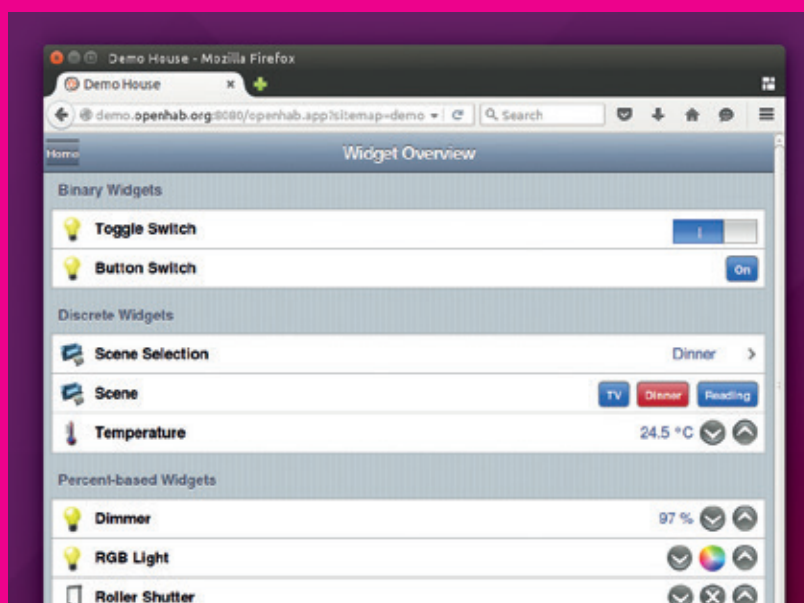 Demo House - Mozilla Firefox
Demo House
demo.openhab.org:8080/openhab.app?sitemap=demo
Search
Home
Widget Overview
Binary Widgets
Toggle Switch
Button Switch
On
Discrete Widgets
Scene Selection
Dinner
Scene
TV
Dinner
Reading
Temperature
24.5 °C
Percent-based Widgets
Dimmer
97 %
RGB Light
Roller Shutter